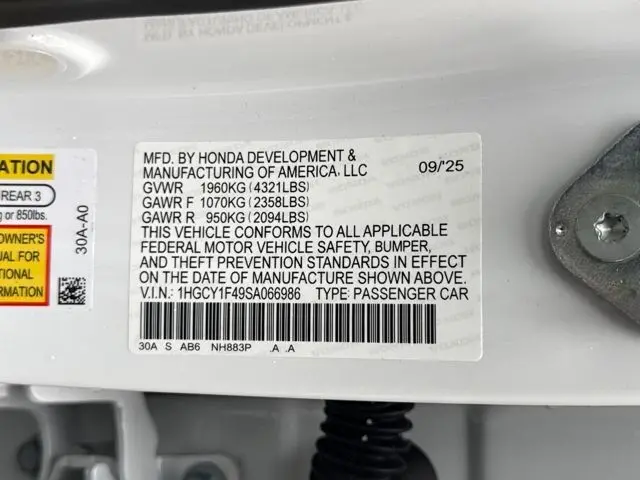 ATION
REAR 3
g or 850lbs.
OWNER'S
UAL FOR
TIONAL
RMATION
30A-A0
MFD. BY HONDA DEVELOPMENT &
MANUFACTURING OF AMERICA, LLC 09/'25
GVWR 1960KG (4321LBS)
GAWR F 1070KG (2358LBS)
GAWR R 950KG (2094LBS)
THIS VEHICLE CONFORMS TO ALL APPLICABLE
FEDERAL MOTOR VEHICLE SAFETY, BUMPER,
AND THEFT PREVENTION STANDARDS IN EFFECT
ON THE DATE OF MANUFACTURE SHOWN ABOVE.
V.I.N.: 1HGCY1F49SA066986 TYPE: PASSENGER CAR
30A S AB6 NH883P .A .A